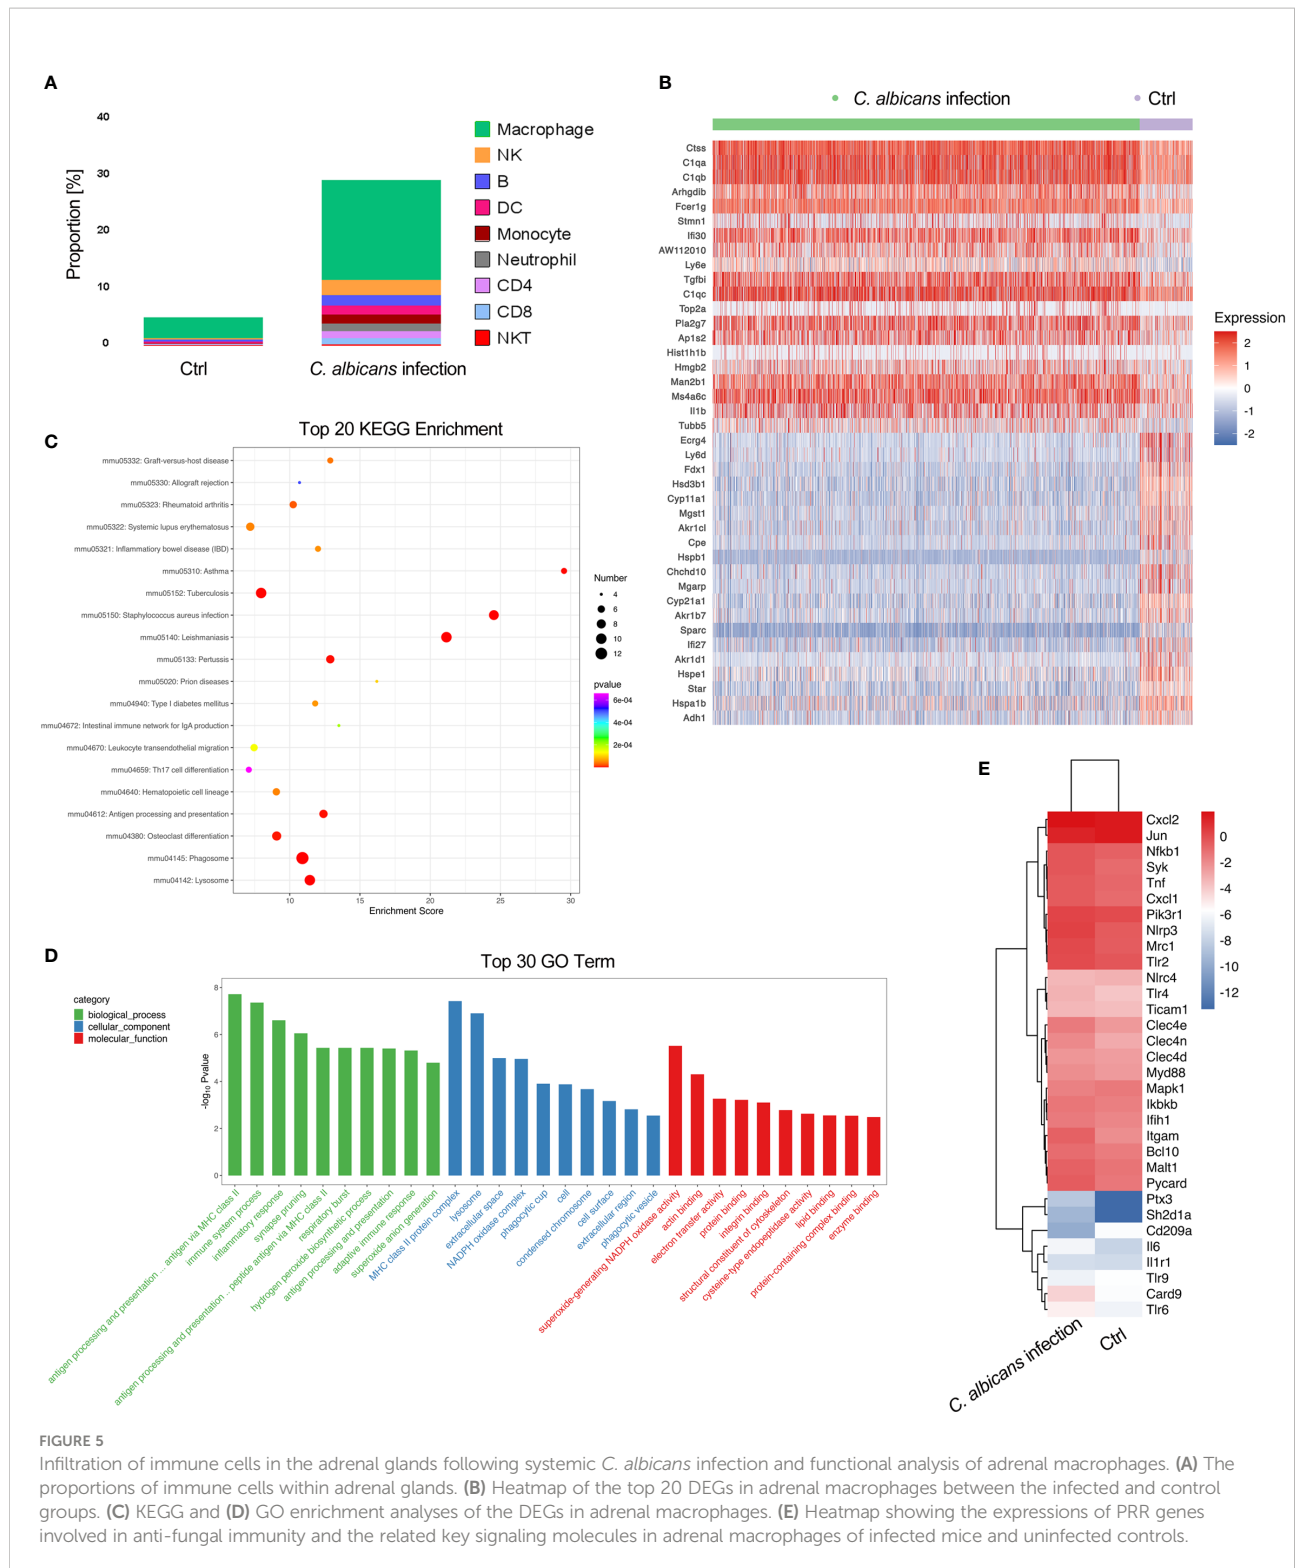 A
40
30
20
10
0
Proportion [%]
Ctrl
C. albicans infection
Macrophage
NK
B
DC
Monocyte
Neutrophil
CD4
CD8
NKT
B
C. albicans infection
Ctrl
Ctss
C1qa
C1qb
Arhgdib
Fcer1g
Stmn1
Ifi30
AW112010
Ly6e
Tgfbi
C1qc
Top2a
Pla2g7
Ap1s2
Hist1h1b
Hmgb2
Man2b1
Ms4a6c
Il1b
Tubb5
Ecrg4
Ly6d
Fdx1
Hsd3b1
Cyp11a1
Mgst1
Akr1cl
Cpe
Hspb1
Chchd10
Mgarp
Cyp21a1
Akr1b7
Sparc
Ifi27
Akr1d1
Hspe1
Star
Hspa1b
Adh1
Expression
2
1
0
-1
-2
C
Top 20 KEGG Enrichment
mmu05332: Graft-versus-host disease
mmu05330: Allograft rejection
mmu05323: Rheumatoid arthritis
mmu05322: Systemic lupus erythematosus
mmu05321: Inflammatory bowel disease (IBD)
mmu05310: Asthma
mmu05152: Tuberculosis
mmu05150: Staphylococcus aureus infection
mmu05140: Leishmaniasis
mmu05133: Pertussis
mmu05020: Prion diseases
mmu04940: Type I diabetes mellitus
mmu04672: Intestinal immune network for IgA production
mmu04670: Leukocyte transendothelial migration
mmu04659: Th17 cell differentiation
mmu04640: Hematopoietic cell lineage
mmu04612: Antigen processing and presentation
mmu04380: Osteoclast differentiation
mmu04145: Phagosome
mmu04142: Lysosome
10
15
20
25
30
Enrichment Score
Number
4
6
8
10
12
pvalue
6e-04
4e-04
2e-04
D
Top 30 GO Term
category
biological_process
cellular_component
molecular_function
-log10 Pvalue
8
6
4
2
0
antigen processing and presentation ... antigen via MHC class II
immune system process
inflammatory response
synapse pruning
antigen processing and presentation .. peptide antigen via MHC class II
respiratory burst
hydrogen peroxide biosynthetic process
antigen processing and presentation
adaptive immune response
superoxide anion generation
MHC class II protein complex
lysosome
extracellular space
NADPH oxidase complex
phagocytic cup
cell
condensed chromosome
cell surface
extracellular region
phagocytic vesicle
superoxide-generating NADPH oxidase activity
actin binding
electron transfer activity
protein binding
integrin binding
structural constituent of cytoskeleton
cysteine-type endopeptidase activity
lipid binding
protein-containing complex binding
enzyme binding
E
Cxcl2
Jun
Nfkb1
Syk
Tnf
Cxcl1
Pik3r1
Nlrp3
Mrc1
Tlr2
Nlrc4
Tlr4
Ticam1
Clec4e
Clec4n
Clec4d
Myd88
Mapk1
Ikbkb
Ifih1
Itgam
Bcl10
Malt1
Pycard
Ptx3
Sh2d1a
Cd209a
Il6
Il1r1
Tlr9
Card9
Tlr6
0
-2
-4
-6
-8
-10
-12
C. albicans infection
Ctrl
FIGURE 5
Infiltration of immune cells in the adrenal glands following systemic C. albicans infection and functional analysis of adrenal macrophages. (A) The
proportions of immune cells within adrenal glands. (B) Heatmap of the top 20 DEGs in adrenal macrophages between the infected and control
groups. (C) KEGG and (D) GO enrichment analyses of the DEGs in adrenal macrophages. (E) Heatmap showing the expressions of PRR genes
involved in anti-fungal immunity and the related key signaling molecules in adrenal macrophages of infected mice and uninfected controls.